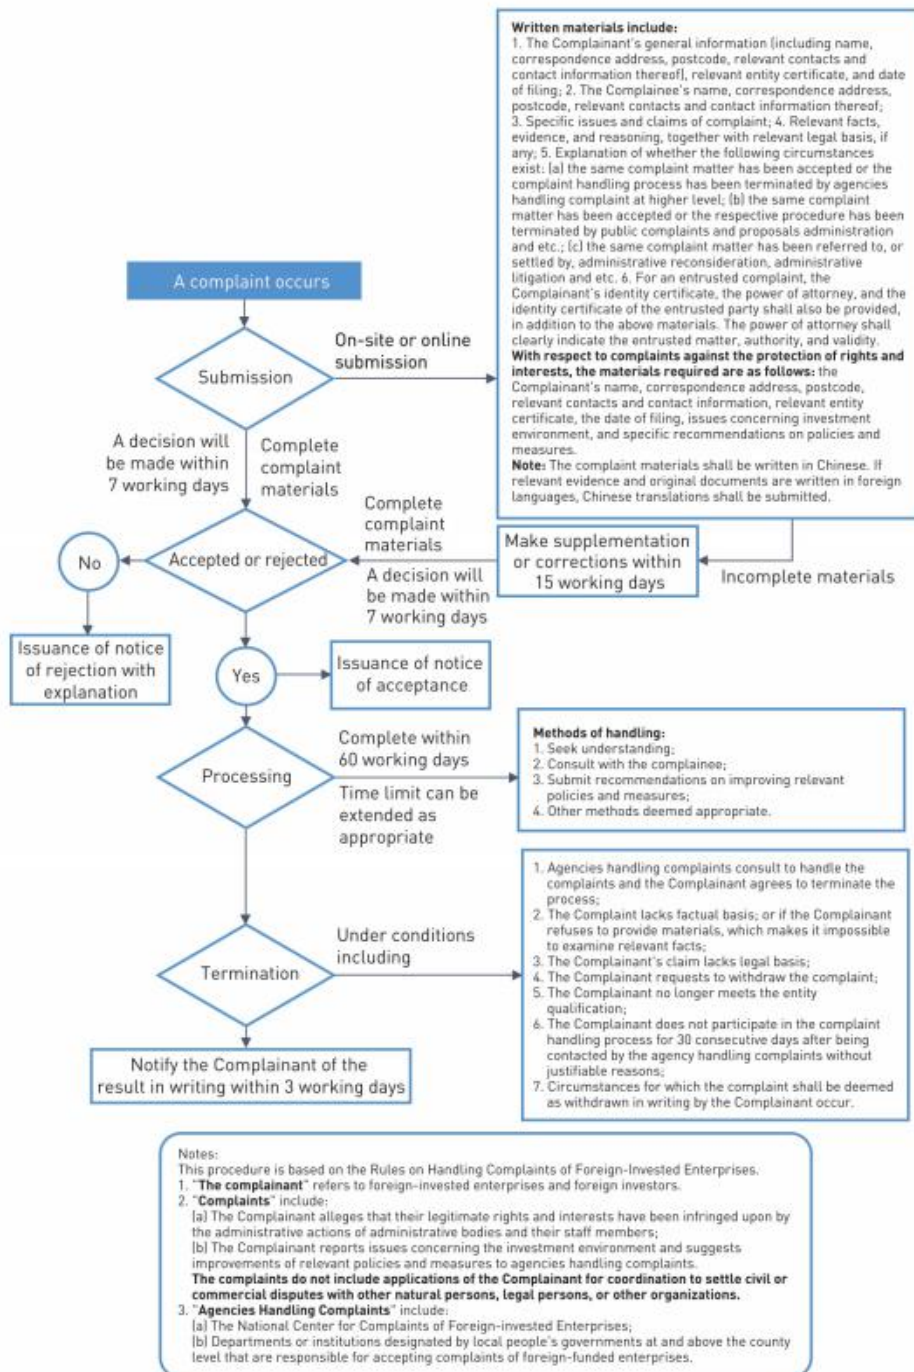 Written materials include:
1. The Complainant's general information (including name,
correspondence address, postcode, relevant contacts and
contact information thereof), relevant entity certificate, and date
of filing; 2. The Complainee's name, correspondence address,
postcode, relevant contacts and contact information thereof;
3. Specific issues and claims of complaint; 4. Relevant facts,
evidence, and reasoning, together with relevant legal basis, if
any; 5. Explanation of whether the following circumstances
exist: (a) the same complaint matter has been accepted or the
complaint handling process has been terminated by agencies
handling complaint at higher level; (b) the same complaint
matter has been accepted or the respective procedure has been
terminated by public complaints and proposals administration
and etc.; (c) the same complaint matter has been referred to, or
settled by, administrative reconsideration, administrative
litigation and etc. 6. For an entrusted complaint, the
Complainant's identity certificate, the power of attorney, and the
identity certificate of the entrusted party shall also be provided,
in addition to the above materials. The power of attorney shall
clearly indicate the entrusted matter, authority, and validity.
With respect to complaints against the protection of rights and
interests, the materials required are as follows: the
Complainant's name, correspondence address, postcode,
relevant contacts and contact information, relevant entity
certificate, the date of filing, issues concerning investment
environment, and specific recommendations on policies and
measures.
Note: The complaint materials shall be written in Chinese. If
relevant evidence and original documents are written in foreign
languages, Chinese translations shall be submitted.
A complaint occurs
On-site or online
submission
Submission
A decision will
be made within
7 working days
Complete
complaint
materials
Complete
complaint
materials
A decision will
be made within
7 working days
Make supplementation
or corrections within
15 working days
Incomplete materials
Accepted or rejected
No
Issuance of notice
of rejection with
explanation
Yes
Issuance of notice
of acceptance
Processing
Complete within
60 working days
Time limit can be
extended as
appropriate
Methods of handling:
1. Seek understanding;
2. Consult with the complainee;
3. Submit recommendations on improving relevant
policies and measures;
4. Other methods deemed appropriate.
Termination
Under conditions
including
1. Agencies handling complaints consult to handle the
complaints and the Complainant agrees to terminate the
process;
2. The Complaint lacks factual basis; or if the Complainant
refuses to provide materials, which makes it impossible
to examine relevant facts;
3. The Complainant's claim lacks legal basis;
4. The Complainant requests to withdraw the complaint;
5. The Complainant no longer meets the entity
qualification;
6. The Complainant does not participate in the complaint
handling process for 30 consecutive days after being
contacted by the agency handling complaints without
justifiable reasons;
7. Circumstances for which the complaint shall be deemed
as withdrawn in writing by the Complainant occur.
Notify the Complainant of the
result in writing within 3 working days
Notes:
This procedure is based on the Rules on Handling Complaints of Foreign-Invested Enterprises.
1. "The complainant" refers to foreign-invested enterprises and foreign investors.
2. "Complaints" include:
(a) The Complainant alleges that their legitimate rights and interests have been infringed upon by
the administrative actions of administrative bodies and their staff members;
(b) The Complainant reports issues concerning the investment environment and suggests
improvements of relevant policies and measures to agencies handling complaints.
The complaints do not include applications of the Complainant for coordination to settle civil or
commercial disputes with other natural persons, legal persons, or other organizations.
3. "Agencies Handling Complaints" include:
(a) The National Center for Complaints of Foreign-invested Enterprises;
(b) Departments or institutions designated by local people's governments at and above the county
level that are responsible for accepting complaints of foreign-funded enterprises.